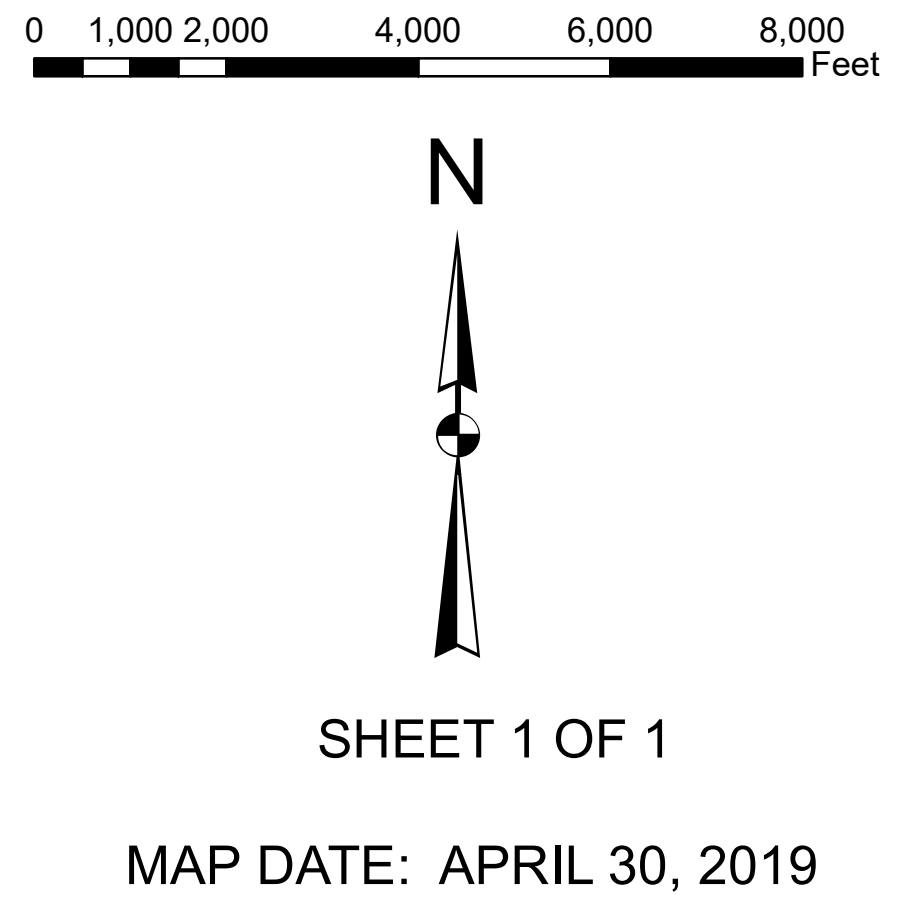 0 1,000 2,000 4,000 6,000 8,000
Feet
N
SHEET 1 OF 1
MAP DATE: APRIL 30, 2019